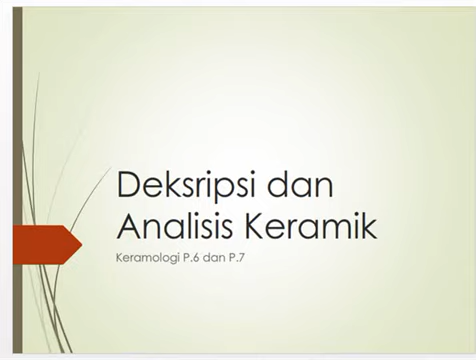 Deksripsi dan
Analisis Keramik
Keramologi P.6 dan P.7